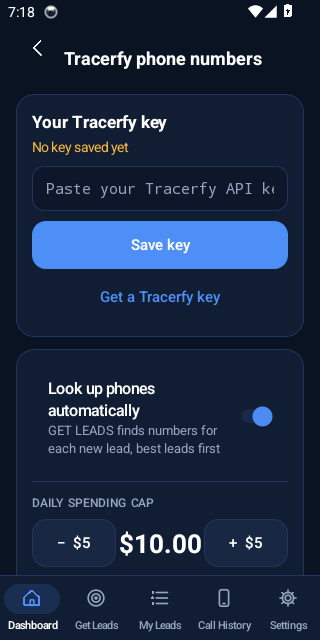 7:18
Tracerfy phone numbers
Your Tracerfy key
No key saved yet
Paste your Tracerfy API ke
Save key
Get a Tracerfy key
Look up phones
automatically
GET LEADS finds numbers for
each new lead, best leads first
DAILY SPENDING CAP
− $5
$10.00
+ $5
Dashboard
Get Leads
My Leads
Call History
Settings